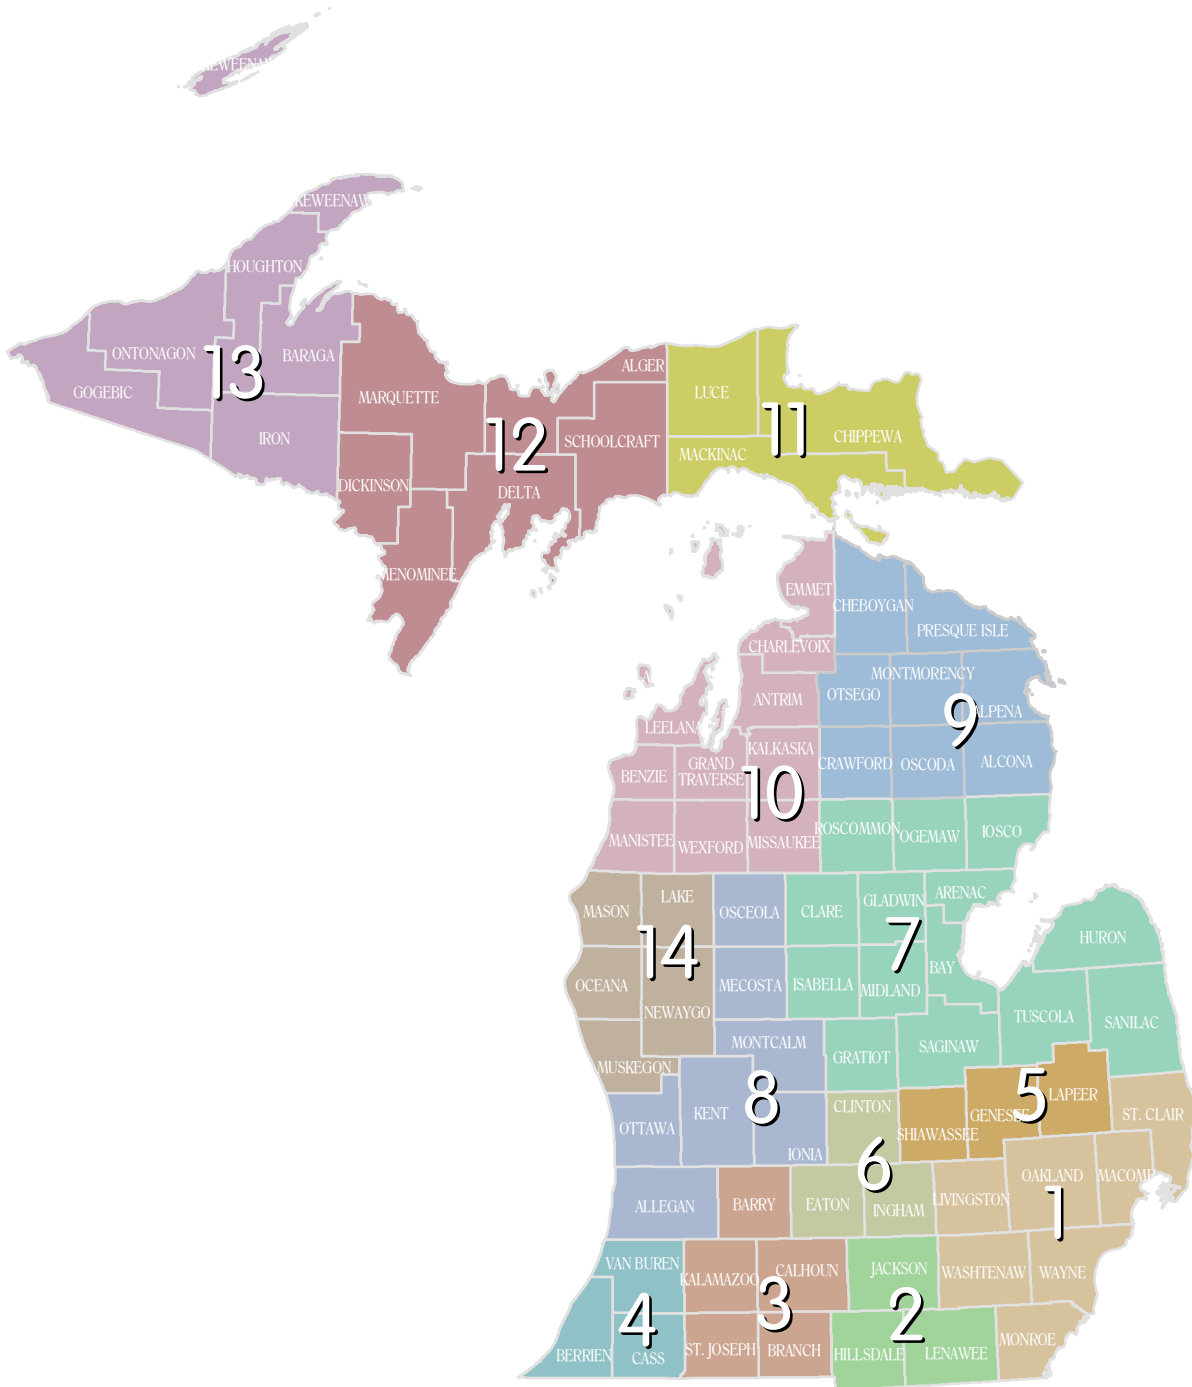 KEWEENAW
KEWEENAW
HOUGHTON
ONTONAGON
13
BARAGA
GOGEBIC
IRON
ALGER
MARQUETTE
12
SCHOOLCRAFT
DICKINSON
DELTA
MENOMINEE
LUCE
11
CHIPPEWA
MACKINAC
EMMET
CHEBOYGAN
PRESQUE ISLE
CHARLEVOIX
MONTMORENCY
OTSEGO
ANTRIM
ALPENA
9
LEELANA
KALKASKA
GRAND
TRAVERSE
BENZIE
CRAWFORD
OSCODA
ALCONA
10
MANISTEE
WEXFORD
MISSAUKEE
ROSCOMMON
OGEMAW
IOSCO
LAKE
MASON
OSCEOLA
CLARE
GLADWIN
ARENAC
14
7
HURON
OCEANA
MECOSTA
ISABELLA
MIDLAND
BAY
NEWAYGO
TUSCOLA
SANILAC
MONTCALM
GRATIOT
SAGINAW
MUSKEGON
8
5
LAPEER
OTTAWA
KENT
CLINTON
GENESEE
ST. CLAIR
SHIAWASSEE
IONIA
6
OAKLAND
MACOMB
ALLEGAN
BARRY
EATON
INGHAM
LIVINGSTON
1
VAN BUREN
KALAMAZOO
CALHOUN
JACKSON
WASHTENAW
WAYNE
4
3
2
BERRIEN
CASS
ST. JOSEPH
BRANCH
HILLSDALE
LENAWEE
MONROE